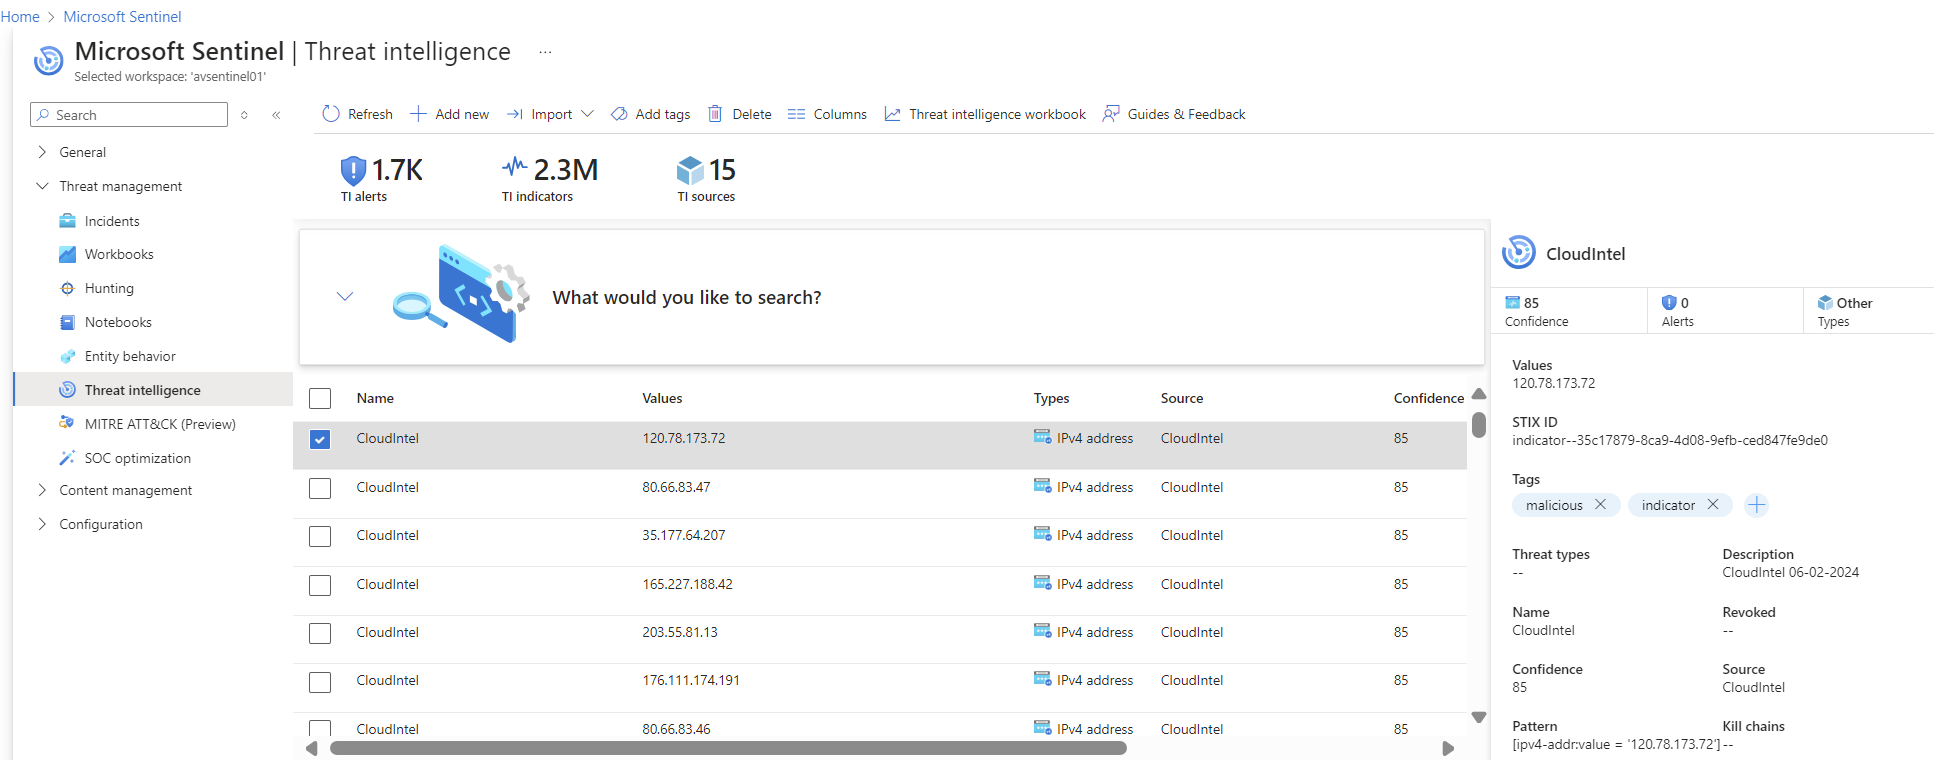 Home > Microsoft Sentinel
Microsoft Sentinel | Threat intelligence ...
Selected workspace: 'avsentinel01'
Search
General
Threat management
Incidents
Workbooks
Hunting
Notebooks
Entity behavior
Threat intelligence
MITRE ATT&CK (Preview)
SOC optimization
Content management
Configuration
Refresh Add new Import Add tags Delete Columns Threat intelligence workbook Guides & Feedback
1.7K 2.3M 15
TI alerts TI indicators TI sources
What would you like to search?
Name Values Types Source Confidence
CloudIntel 120.78.173.72 IPv4 address CloudIntel 85
CloudIntel 80.66.83.47 IPv4 address CloudIntel 85
CloudIntel 35.177.64.207 IPv4 address CloudIntel 85
CloudIntel 165.227.188.42 IPv4 address CloudIntel 85
CloudIntel 203.55.81.13 IPv4 address CloudIntel 85
CloudIntel 176.111.174.191 IPv4 address CloudIntel 85
CloudIntel 80.66.83.46 IPv4 address CloudIntel 85
CloudIntel
85 0 Other
Confidence Alerts Types
Values
120.78.173.72
STIX ID
indicator--35c17879-8ca9-4d08-9efb-ced847fe9de0
Tags
malicious indicator
Threat types Description
-- CloudIntel 06-02-2024
Name Revoked
CloudIntel --
Confidence Source
85 CloudIntel
Pattern Kill chains
[ipv4-addr:value = '120.78.173.72'] --